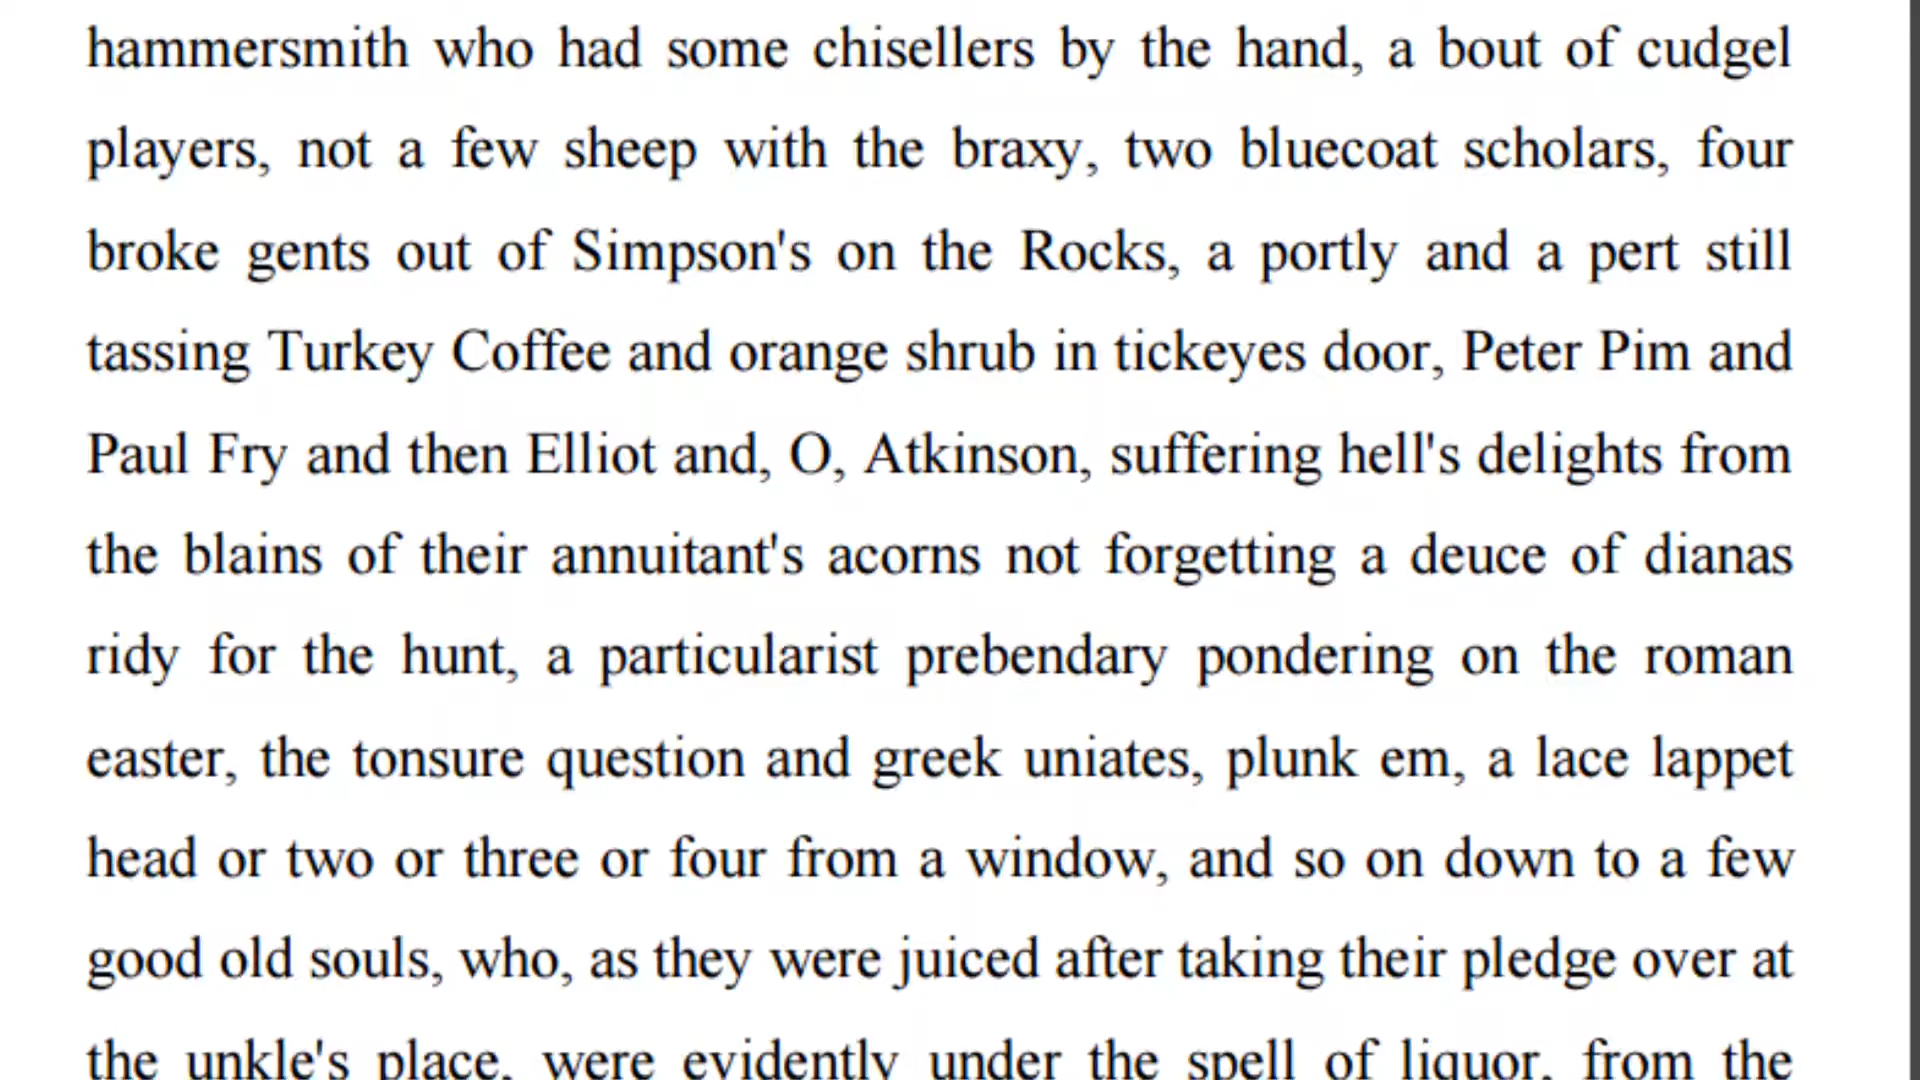 hammersmith who had some chisellers by the hand, a bout of cudgel
players, not a few sheep with the braxy, two bluecoat scholars, four
broke gents out of Simpson's on the Rocks, a portly and a pert still
tassing Turkey Coffee and orange shrub in tickeyes door, Peter Pim and
Paul Fry and then Elliot and, O, Atkinson, suffering hell's delights from
the blains of their annuitant's acorns not forgetting a deuce of dianas
ridy for the hunt, a particularist prebendary pondering on the roman
easter, the tonsure question and greek uniates, plunk em, a lace lappet
head or two or three or four from a window, and so on down to a few
good old souls, who, as they were juiced after taking their pledge over at
the unkle's place, were evidently under the spell of liquor, from the